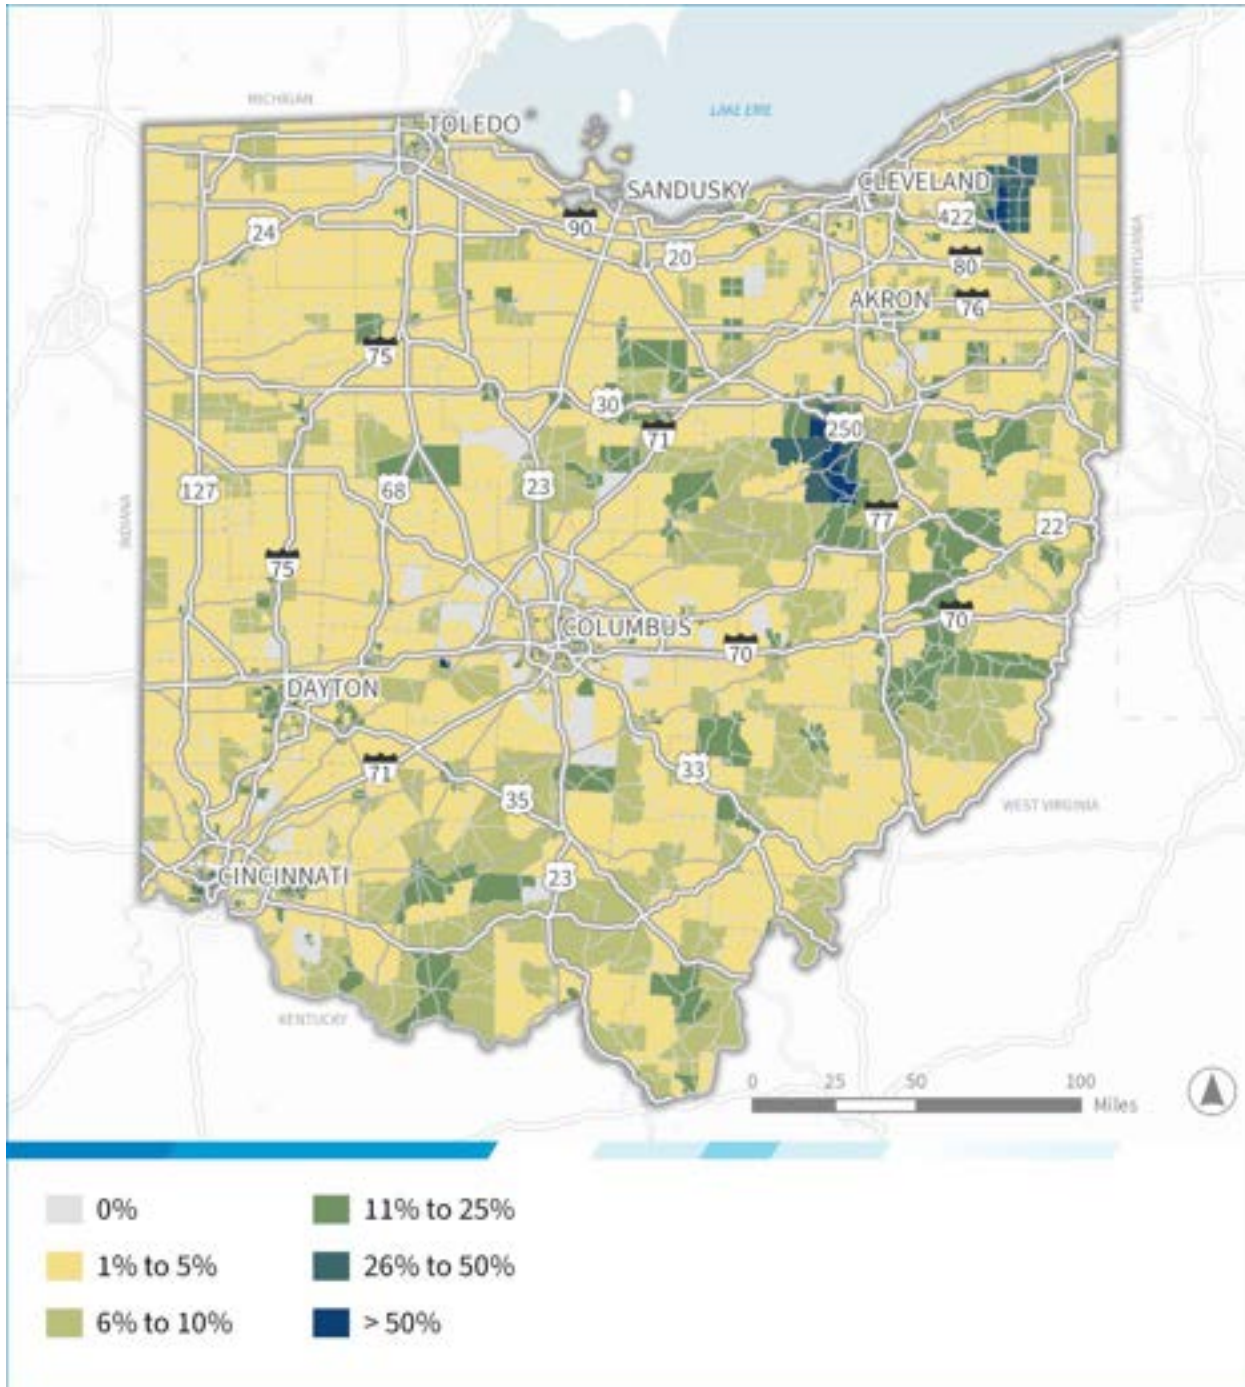 MICHIGAN
LAKE ERIE
TOLEDO
SANDUSKY
CLEVELAND
422
24
90
20
80
PENNSYLVANIA
AKRON
76
75
30
71
250
127
68
23
INDIANA
77
22
75
70
COLUMBUS
70
DAYTON
71
33
35
WEST VIRGINIA
CINCINNATI
23
KENTUCKY
0 25 50 100
Miles
0%
11% to 25%
1% to 5%
26% to 50%
6% to 10%
> 50%